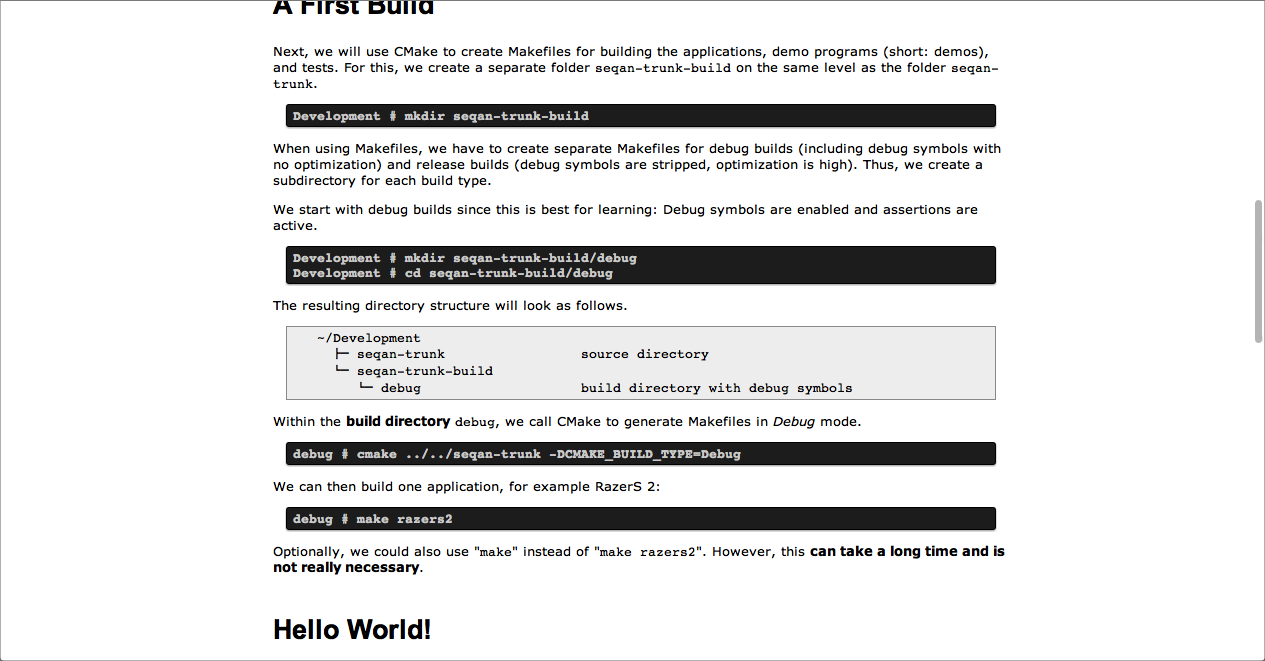 A First Build
Next, we will use CMake to create Makefiles for building the applications, demo programs (short: demos),
and tests. For this, we create a separate folder seqan-trunk-build on the same level as the folder seqan-
trunk.
Development # mkdir seqan-trunk-build
When using Makefiles, we have to create separate Makefiles for debug builds (including debug symbols with
no optimization) and release builds (debug symbols are stripped, optimization is high). Thus, we create a
subdirectory for each build type.
We start with debug builds since this is best for learning: Debug symbols are enabled and assertions are
active.
Development # mkdir seqan-trunk-build/debug
Development # cd seqan-trunk-build/debug
The resulting directory structure will look as follows.
~/Development
├─ seqan-trunk source directory
└─ seqan-trunk-build
└─ debug build directory with debug symbols
Within the build directory debug, we call CMake to generate Makefiles in Debug mode.
debug # cmake ../../seqan-trunk -DCMAKE_BUILD_TYPE=Debug
We can then build one application, for example RazerS 2:
debug # make razers2
Optionally, we could also use "make" instead of "make razers2". However, this can take a long time and is
not really necessary.
Hello World!